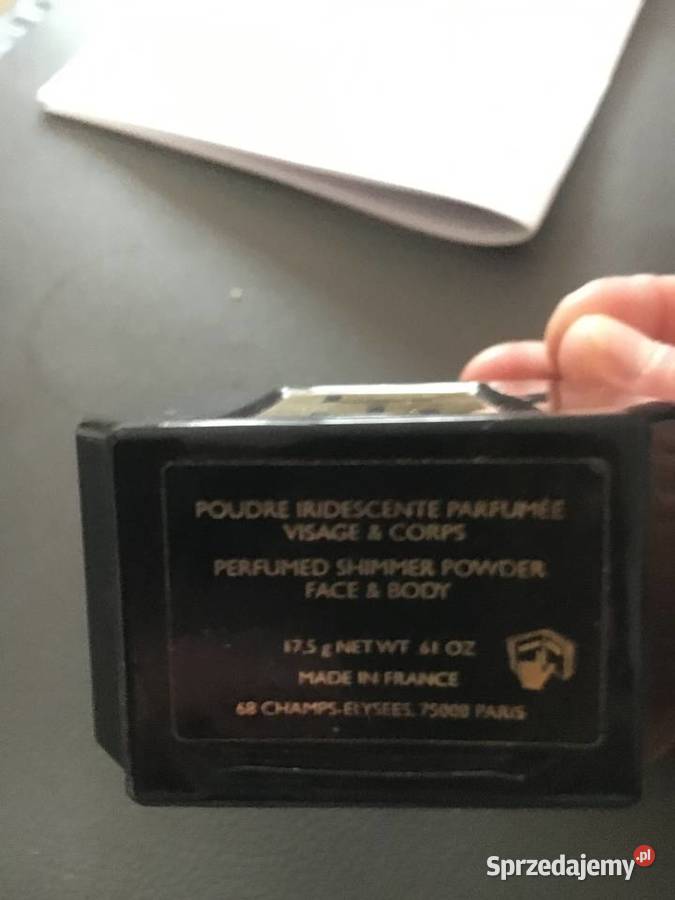 POUDRE IRIDESCENTE PARFUMÉE
VISAGE & CORPS
PERFUMED SHIMMER POWDER
FACE & BODY
17.5 g NET WT .61 OZ
MADE IN FRANCE
68 CHAMPS-ELYSEES, 75008 PARIS
Sprzedajemy.pl